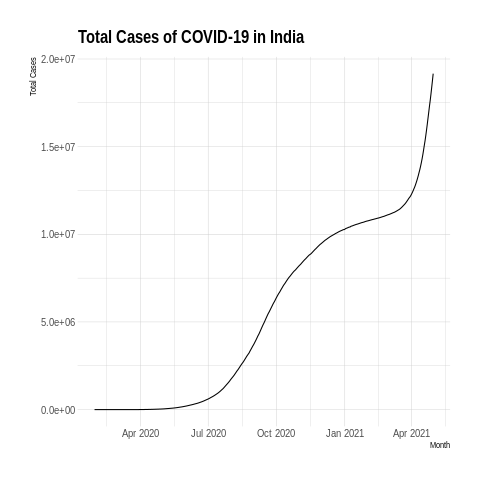 Total Cases of COVID-19 in India
Total Cases
2.0e+07
1.5e+07
1.0e+07
5.0e+06
0.0e+00
Apr 2020 Jul 2020 Oct 2020 Jan 2021 Apr 2021
Month